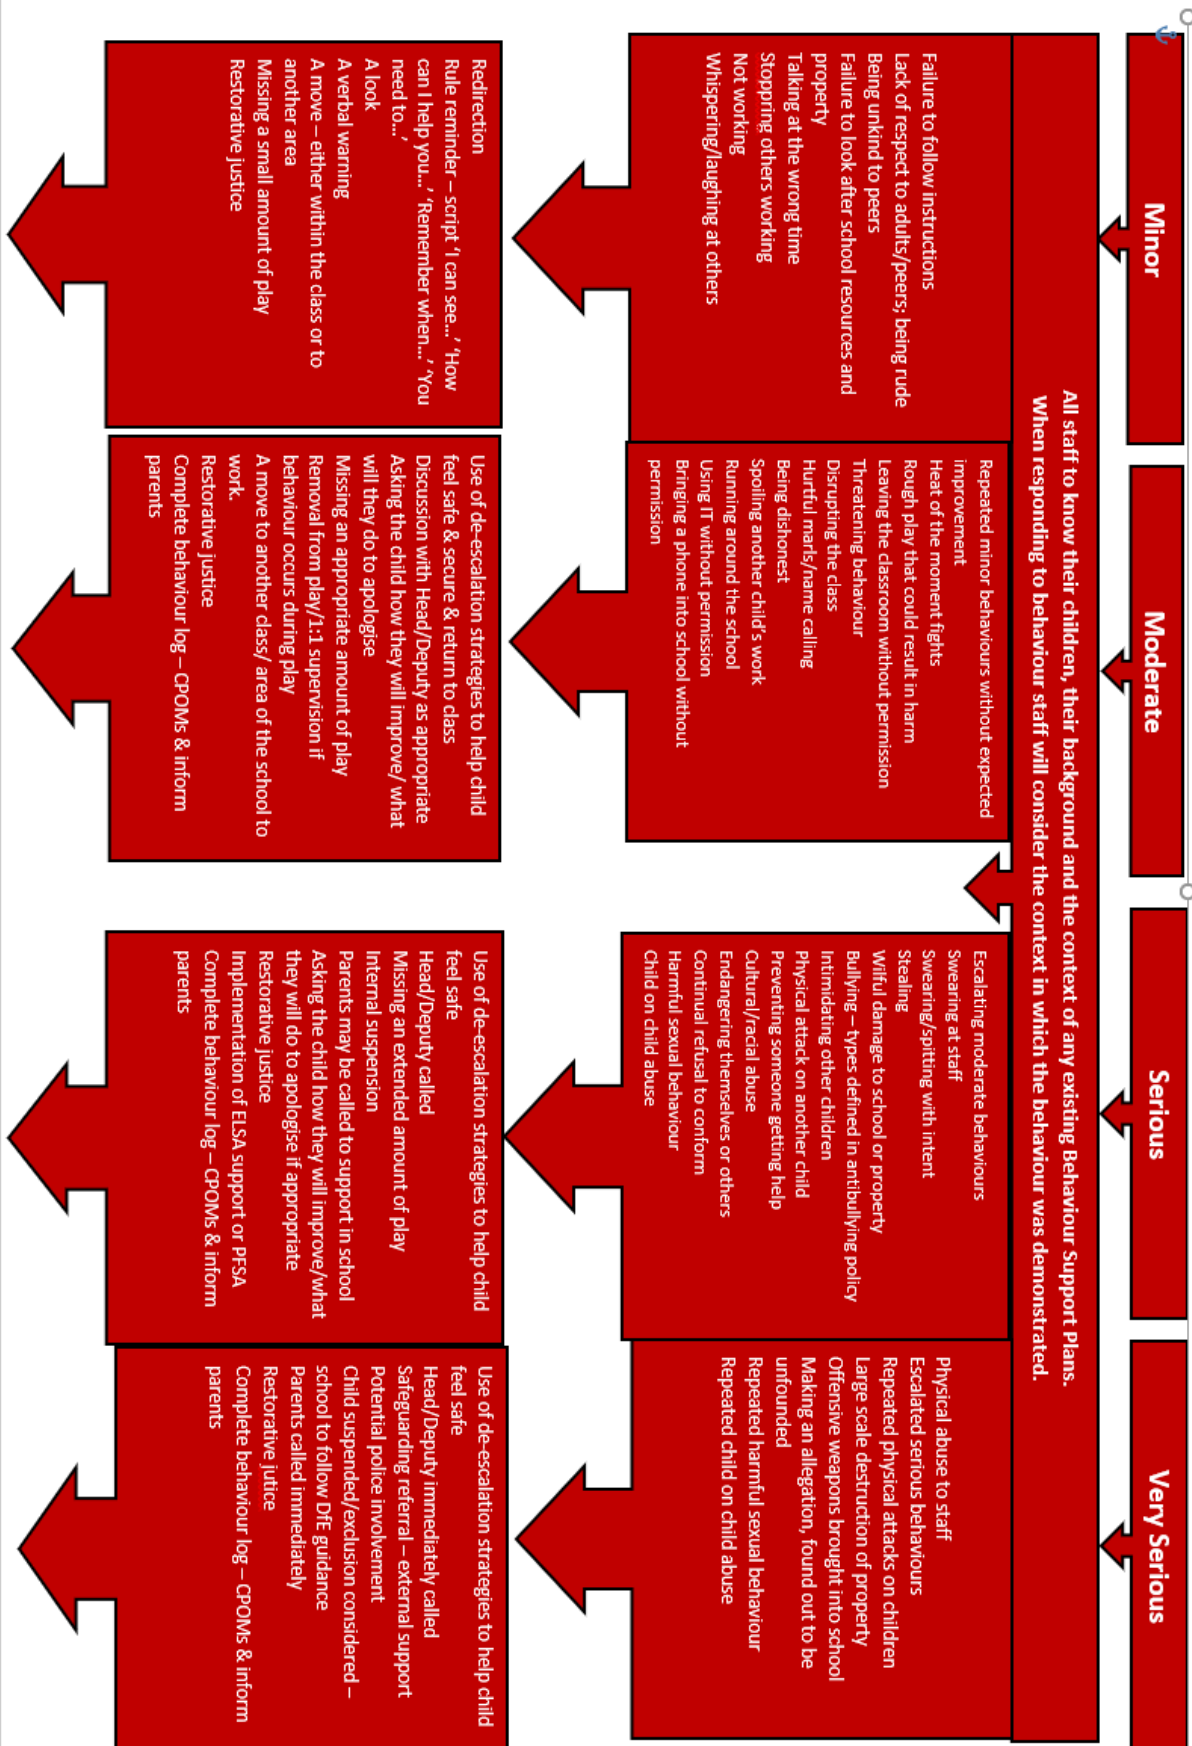 Minor
Moderate
Serious
Very Serious
All staff to know their children, their background and the context of any existing Behaviour Support Plans.
When responding to behaviour staff will consider the context in which the behaviour was demonstrated.
Failure to follow instructions
Lack of respect to adults/peers; being rude
Being unkind to peers
Failure to look after school resources and
property
Talking at the wrong time
Stoppring others working
Not working
Whispering/laughing at others
Repeated minor behaviours without expected
improvement
Heat of the moment fights
Rough play that could result in harm
Leaving the classroom without permission
Threatening behaviour
Disrupting the class
Hurtful marls/name calling
Being dishonest
Spoiling another child's work
Running around the school
Using IT without permission
Bringing a phone into school without
permission
Escalating moderate behaviours
Swearing at staff
Swearing/spitting with intent
Stealing
Wilful damage to school or property
Bullying – types defined in antibullying policy
Intimidating other children
Physical attack on another child
Preventing someone getting help
Cultural/racial abuse
Endangering themselves or others
Continual refusal to conform
Harmful sexual behaviour
Child on child abuse
Physical abuse to staff
Escalated serious behaviours
Repeated physical attacks on children
Large scale destruction of property
Offensive weapons brought into school
Making an allegation, found out to be
unfounded
Repeated harmful sexual behaviour
Repeated child on child abuse
Redirection
Rule reminder – script 'I can see...' 'How
can I help you...' 'Remember when...' 'You
need to...'
A look
A verbal warning
A move – either within the class or to
another area
Missing a small amount of play
Restorative justice
Use of de-escalation strategies to help child
feel safe & secure & return to class
Discussion with Head/Deputy as appropriate
Asking the child how they will improve/ what
will they do to apologise
Missing an appropriate amount of play
Removal from play/1:1 supervision if
behaviour occurs during play
A move to another class/ area of the school to
work.
Restorative justice
Complete behaviour log – CPOMs & inform
parents
Use of de-escalation strategies to help child
feel safe
Head/Deputy called
Missing an extended amount of play
Internal suspension
Parents may be called to support in school
Asking the child how they will improve/what
they will do to apologise if appropriate
Restorative justice
Implementation of ELSA support or PFSA
Complete behaviour log – CPOMs & inform
parents
Use of de-escalation strategies to help child
feel safe
Head/Deputy immediately called
Safeguarding referral – external support
Potential police involvement
Child suspended/exclusion considered –
school to follow DfE guidance
Parents called immediately
Restorative jutice
Complete behaviour log – CPOMs & inform
parents